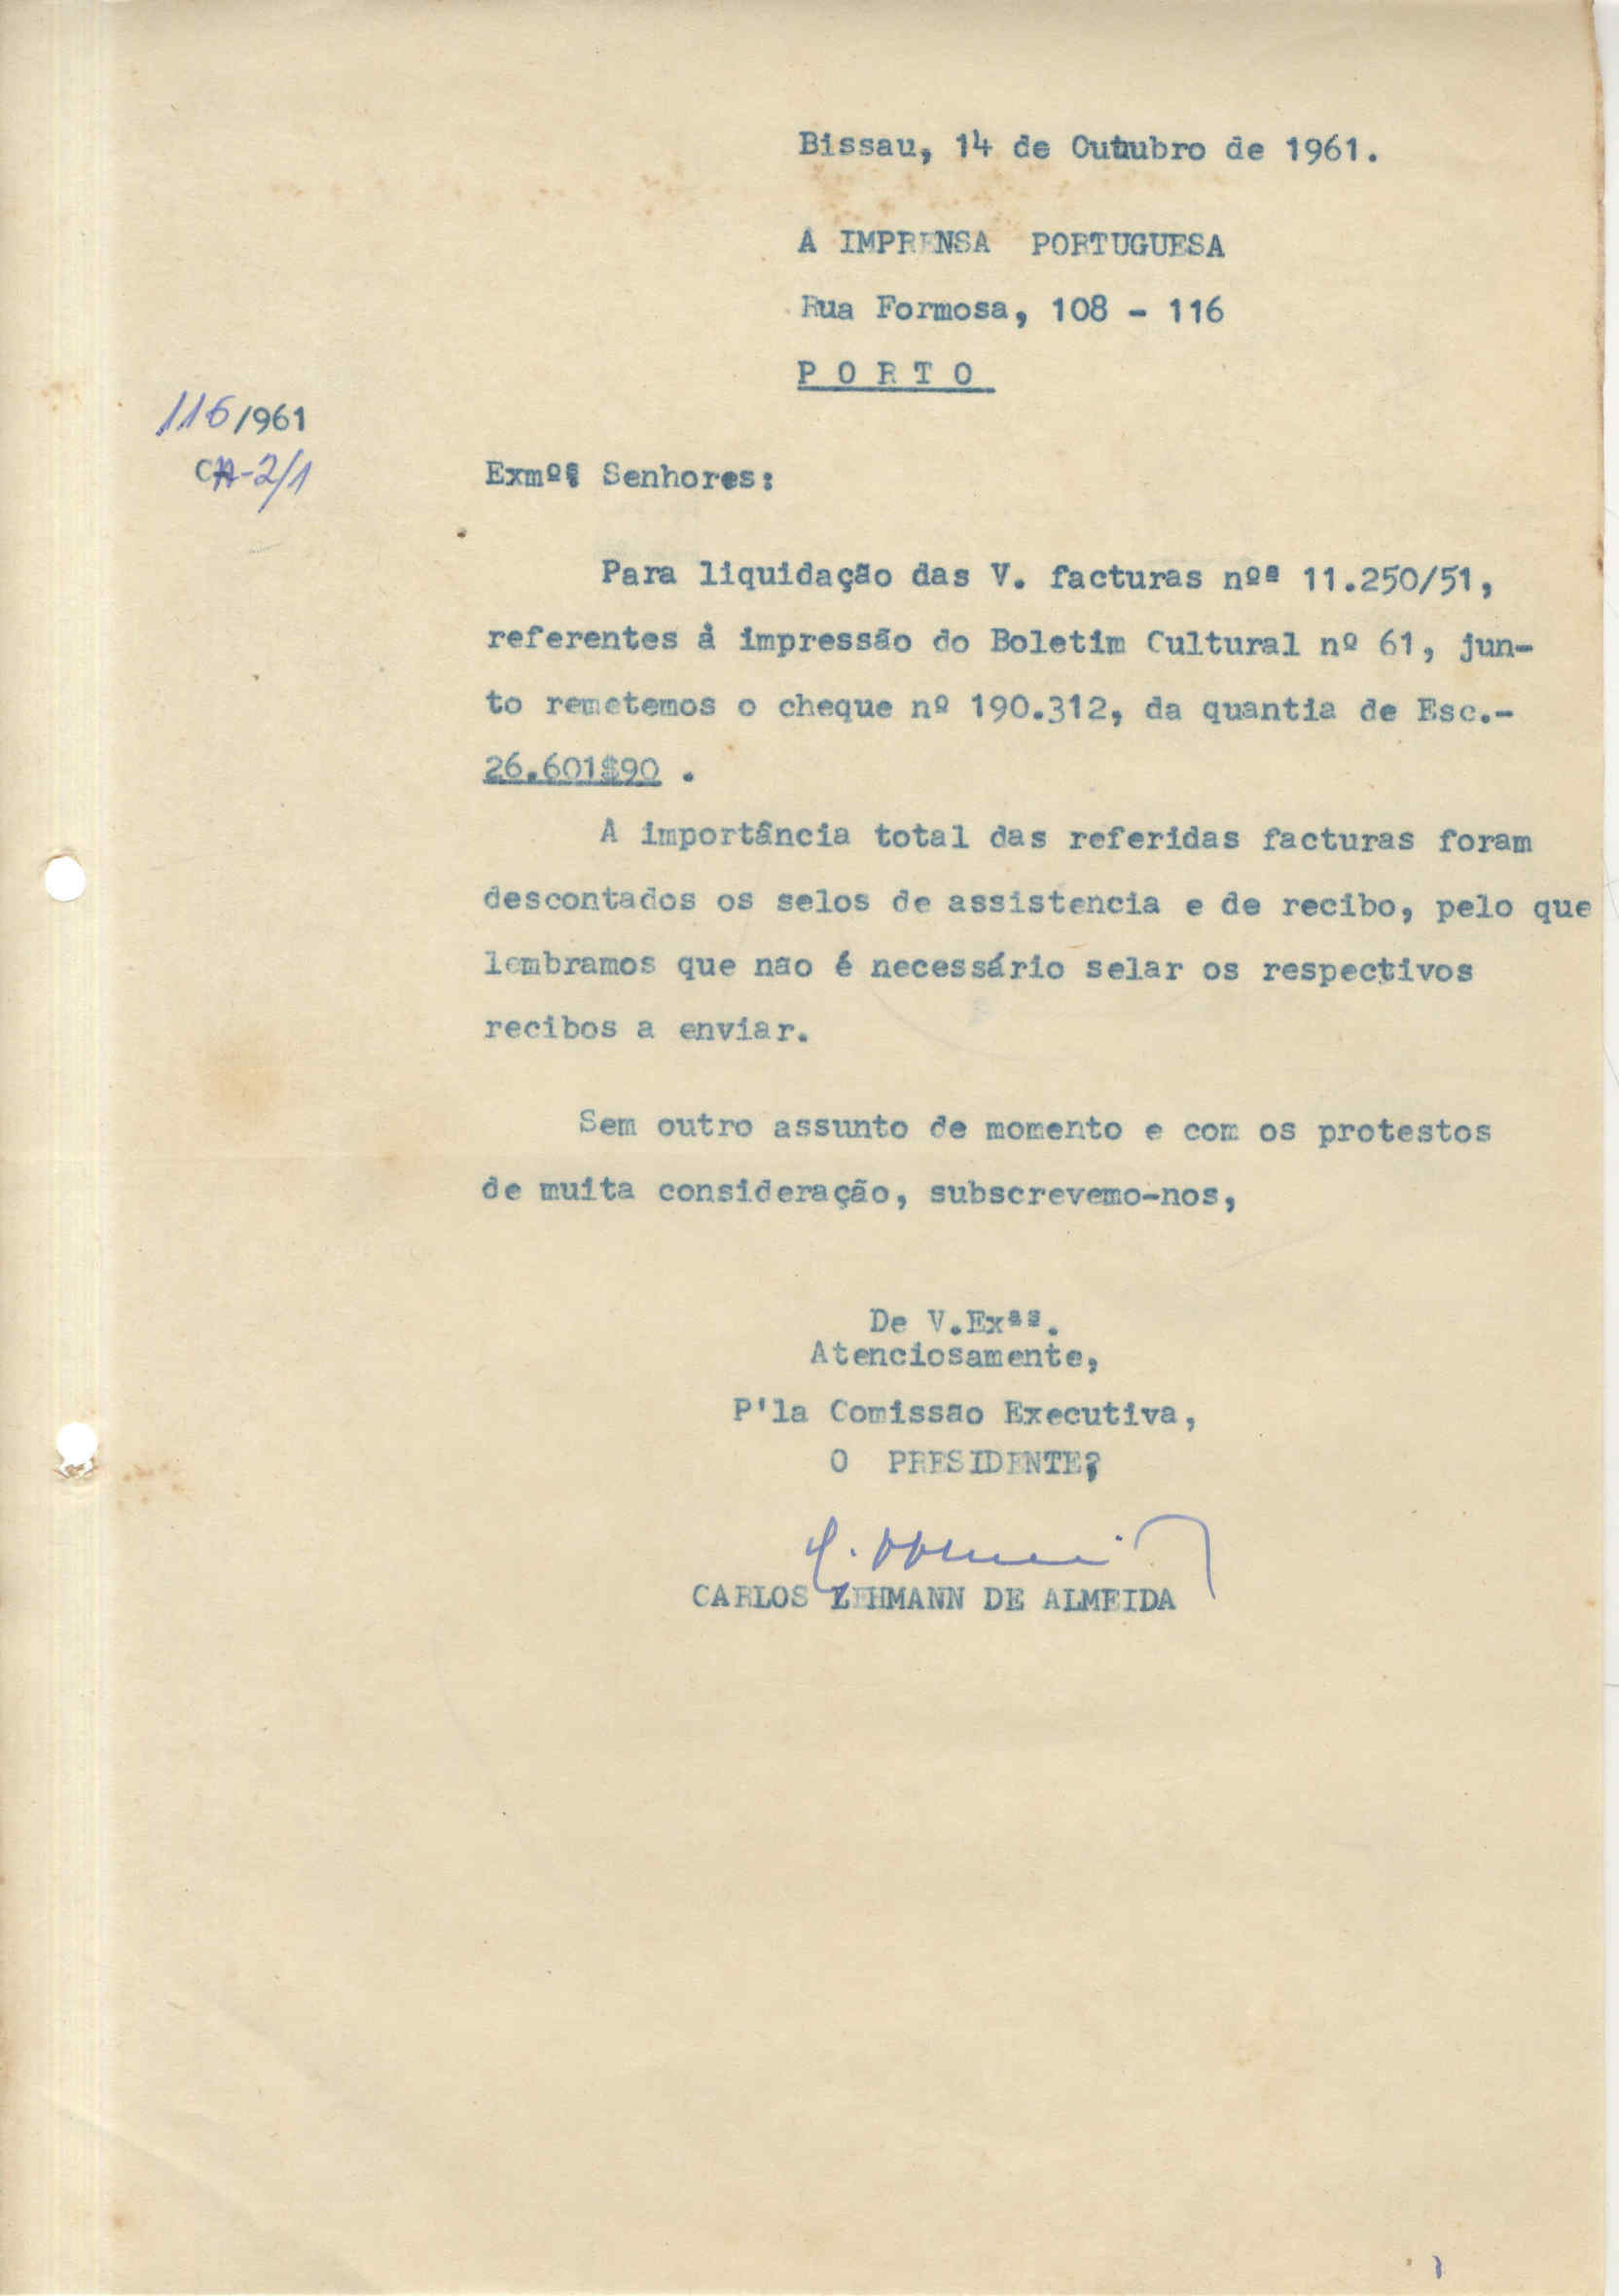 Bissau, 14 de Outubro de 1961.
A IMPRENSA PORTUGUESA
Rua Formosa, 108 - 116
PORTO
116/961
CA-2/1
Exmºs Senhores:
Para liquidação das V. facturas nºs 11.250/51,
referentes à impressão do Boletim Cultural nº 61, jun-
to remetemos o cheque nº 190.312, da quantia de Esc.-
26.601$90 .
A importância total das referidas facturas foram
descontados os selos de assistencia e de recibo, pelo que
lembramos que nao é necessário selar os respectivos
recibos a enviar.
Sem outro assunto de momento e com os protestos
de muita consideração, subscrevemo-nos,
De V.Exªs.
Atenciosamente,
P'la Comissao Executiva,
O PRESIDENTE,
CARLOS LEHMANN DE ALMEIDA